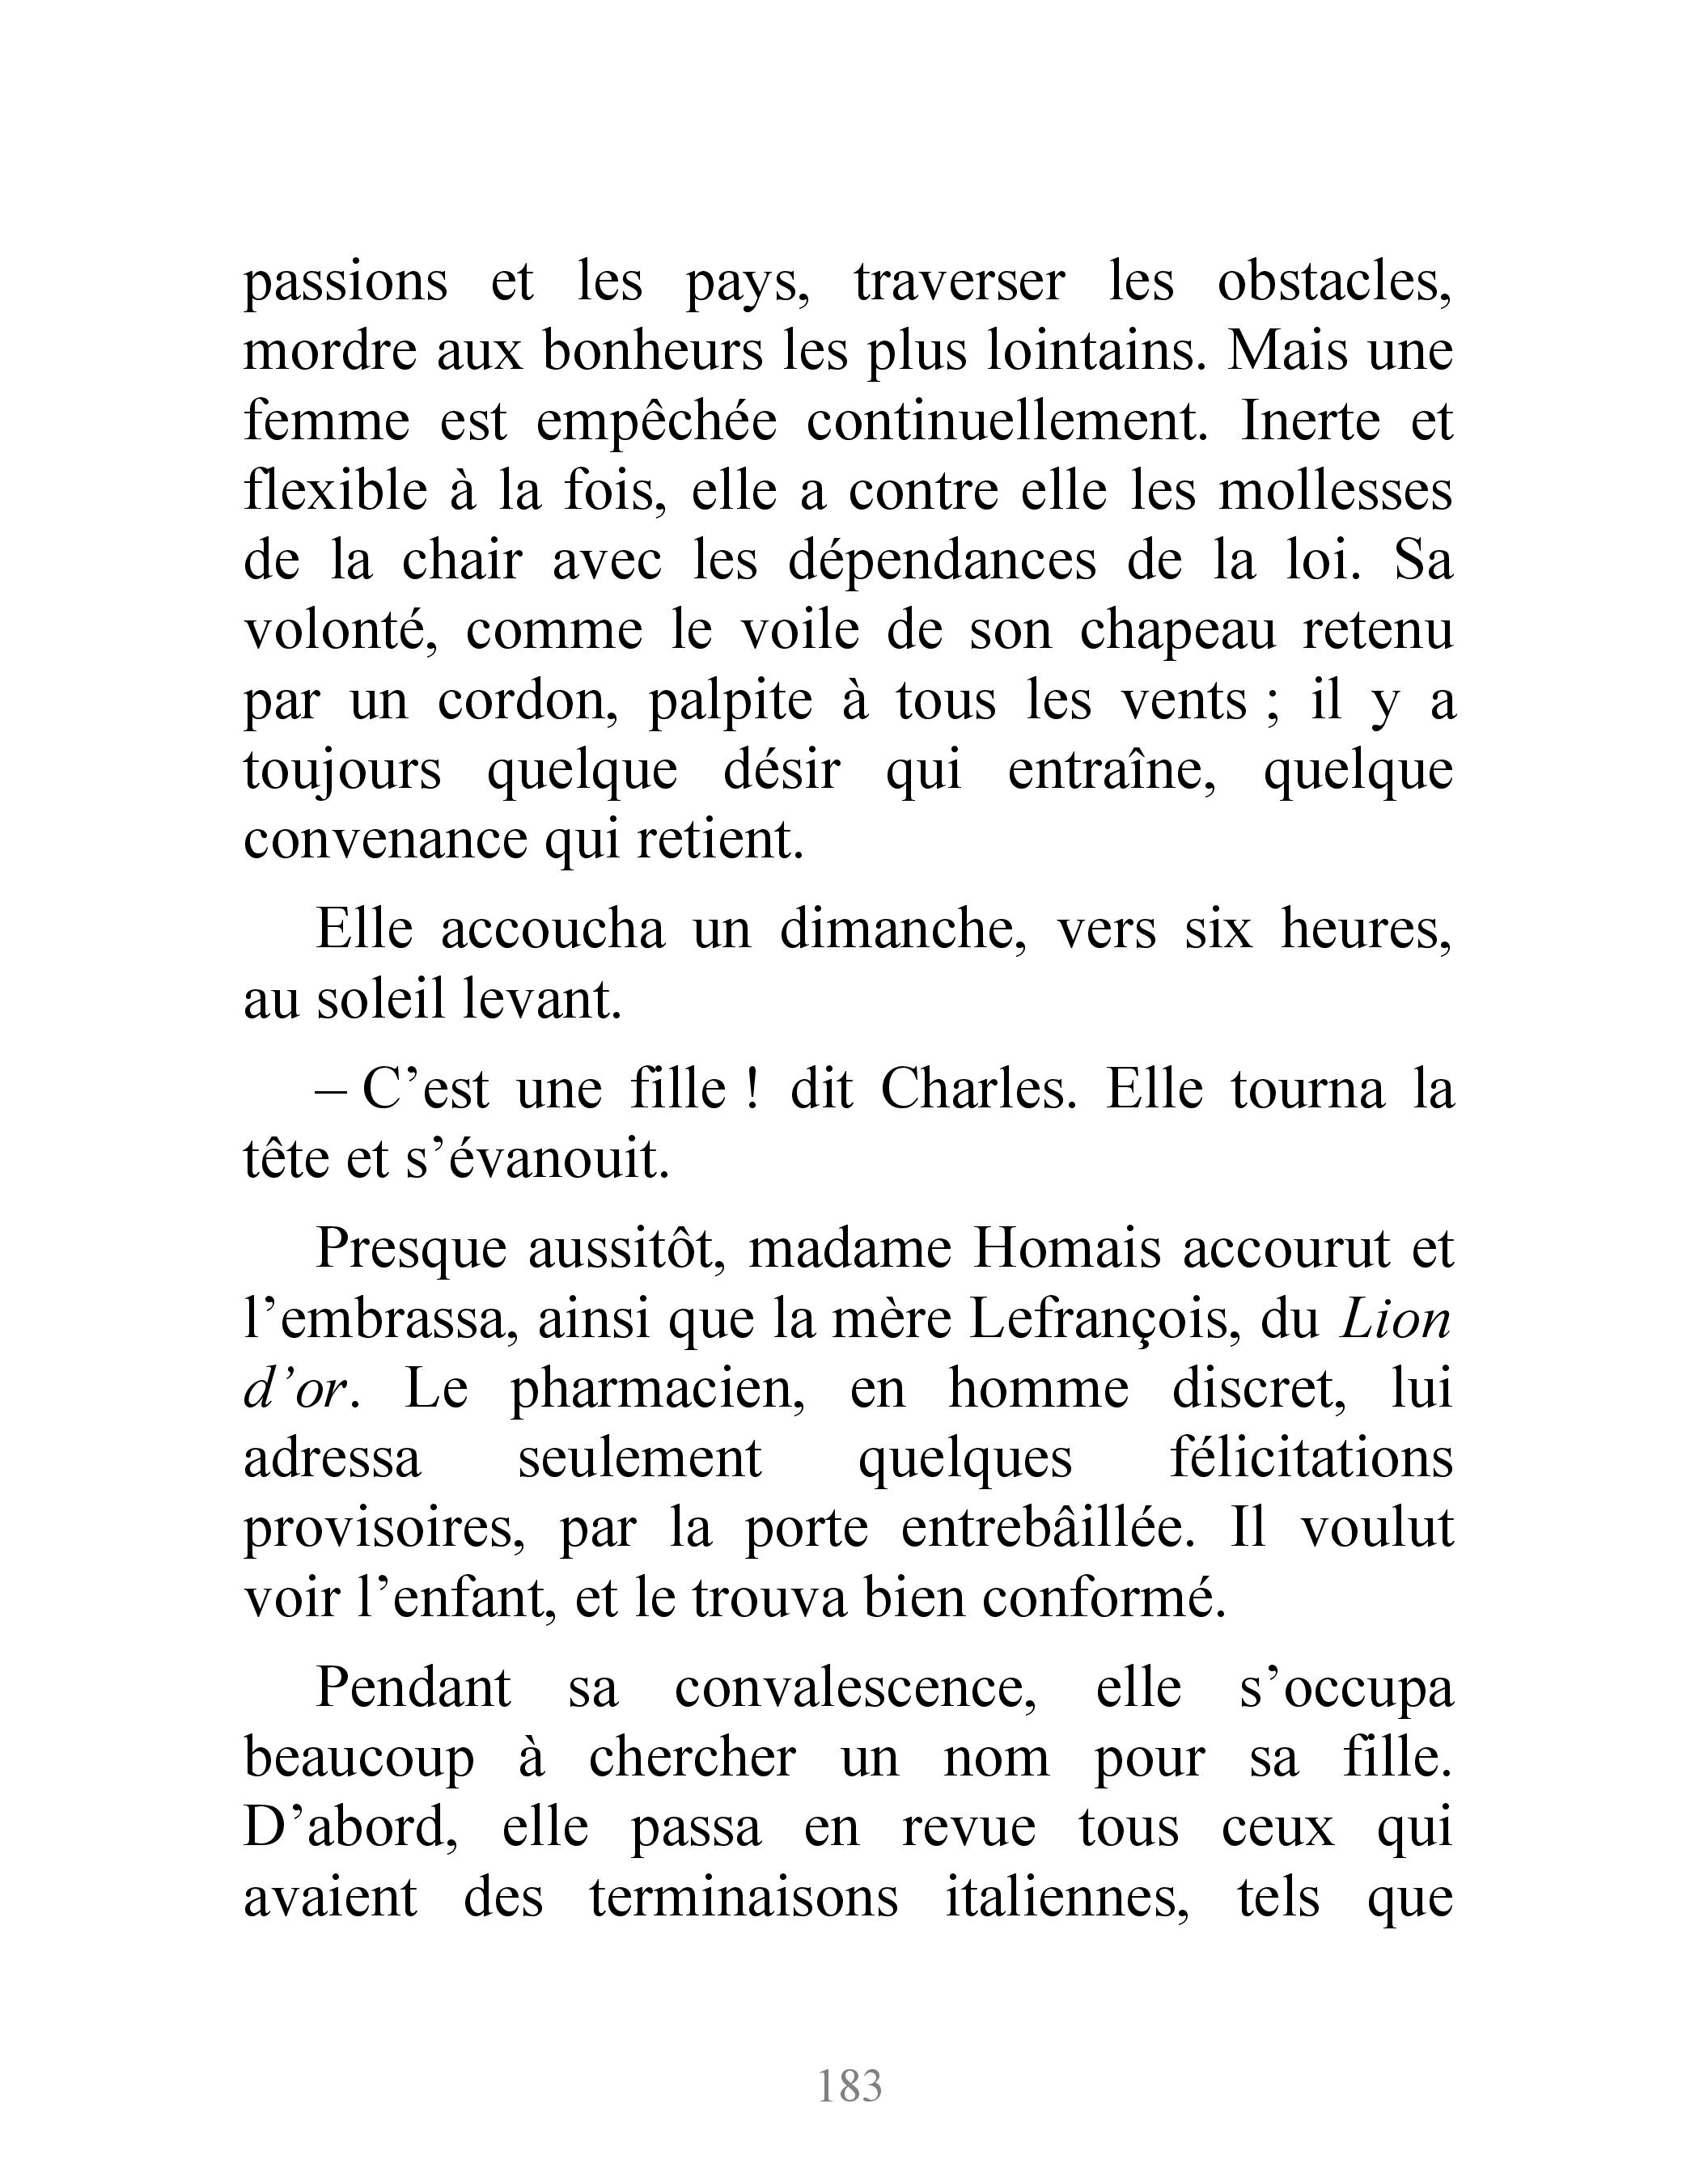 passions et les pays, traverser les obstacles,
mordre aux bonheurs les plus lointains. Mais une
femme est empêchée continuellement. Inerte et
flexible à la fois, elle a contre elle les mollesses
de la chair avec les dépendances de la loi. Sa
volonté, comme le voile de son chapeau retenu
par un cordon, palpite à tous les vents ; il y a
toujours quelque désir qui entraîne, quelque
convenance qui retient.
Elle accoucha un dimanche, vers six heures,
au soleil levant.
– C’est une fille ! dit Charles. Elle tourna la
tête et s’évanouit.
Presque aussitôt, madame Homais accourut et
l’embrassa, ainsi que la mère Lefrançois, du Lion
d’or. Le pharmacien, en homme discret, lui
adressa seulement quelques félicitations
provisoires, par la porte entrebâillée. Il voulut
voir l’enfant, et le trouva bien conformé.
Pendant sa convalescence, elle s’occupa
beaucoup à chercher un nom pour sa fille.
D’abord, elle passa en revue tous ceux qui
avaient des terminaisons italiennes, tels que
183